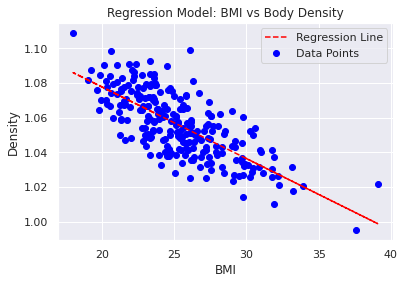 Regression Model: BMI vs Body Density
Regression Line
Data Points
Density
1.10
1.08
1.06
1.04
1.02
1.00
20
25
30
35
BMI